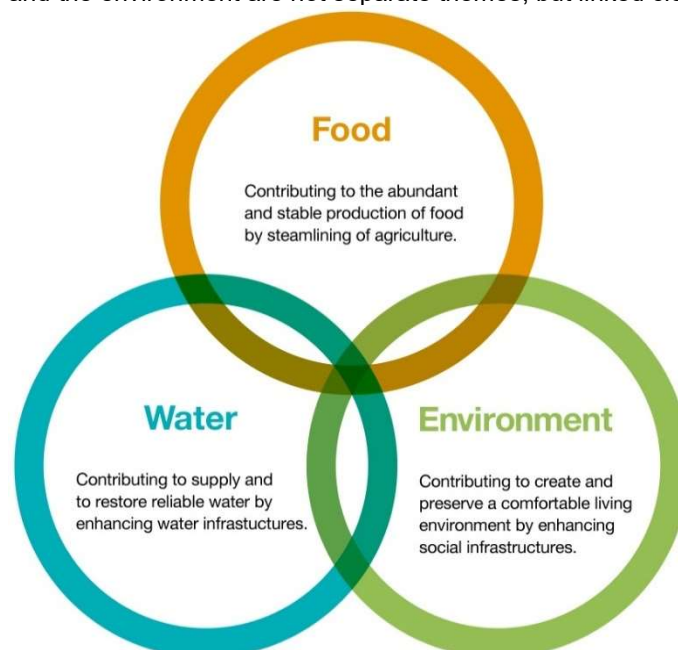 and the environment are not separate themes, but linked
Food
Contributing to the abundant
and stable production of food
by steamlining of agriculture.
Water
Contributing to supply and
to restore reliable water by
enhancing water infrastuctures.
Environment
Contributing to create and
preserve a comfortable living
environment by enhancing
social infrastructures.